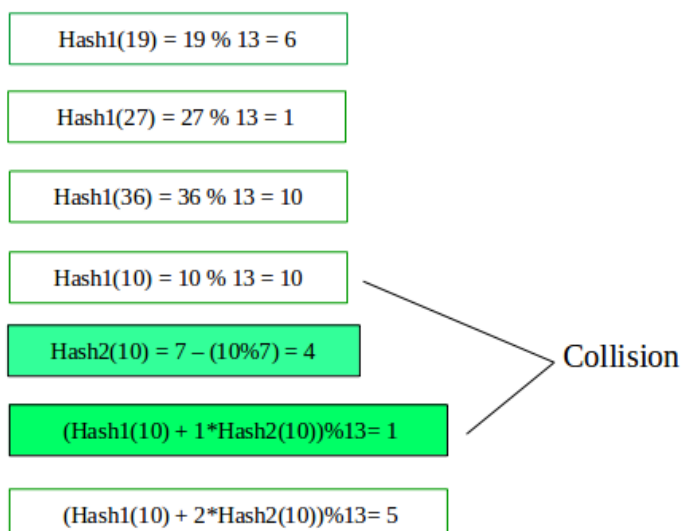 Hash1(19) = 19 % 13 = 6
Hash1(27) = 27 % 13 = 1
Hash1(36) = 36 % 13 = 10
Hash1(10) = 10 % 13 = 10
Hash2(10) = 7 – (10%7) = 4
Collision
(Hash1(10) + 1*Hash2(10))%13= 1
(Hash1(10) + 2*Hash2(10))%13= 5